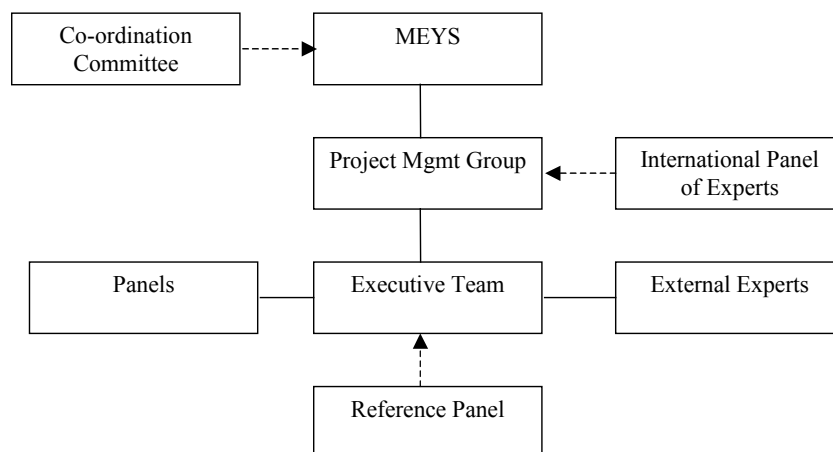 Co-ordination
Committee
MEYS
Project Mgmt Group
International Panel
of Experts
Panels
Executive Team
External Experts
Reference Panel